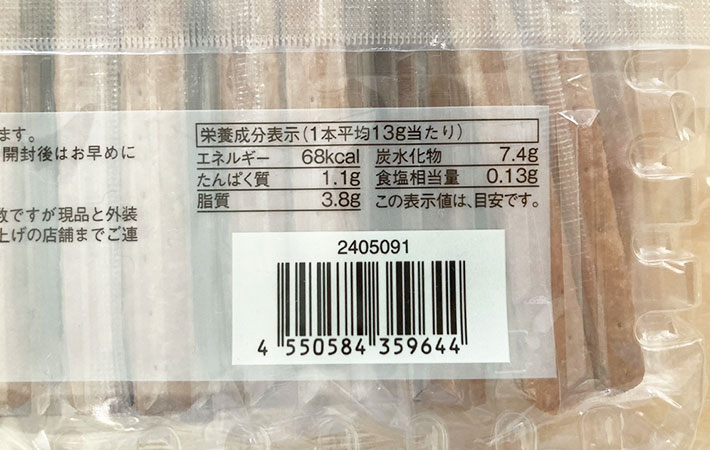 ます。
開封後はお早めに
数ですが現品と外装
上げの店舗までご連
栄養成分表示(1本平均13g当たり)
エネルギー 68kcal 炭水化物 7.4g
たんぱく質 1.1g 食塩相当量 0.13g
脂質 3.8g この表示値は、目安です。
2405091
4 550584 359644